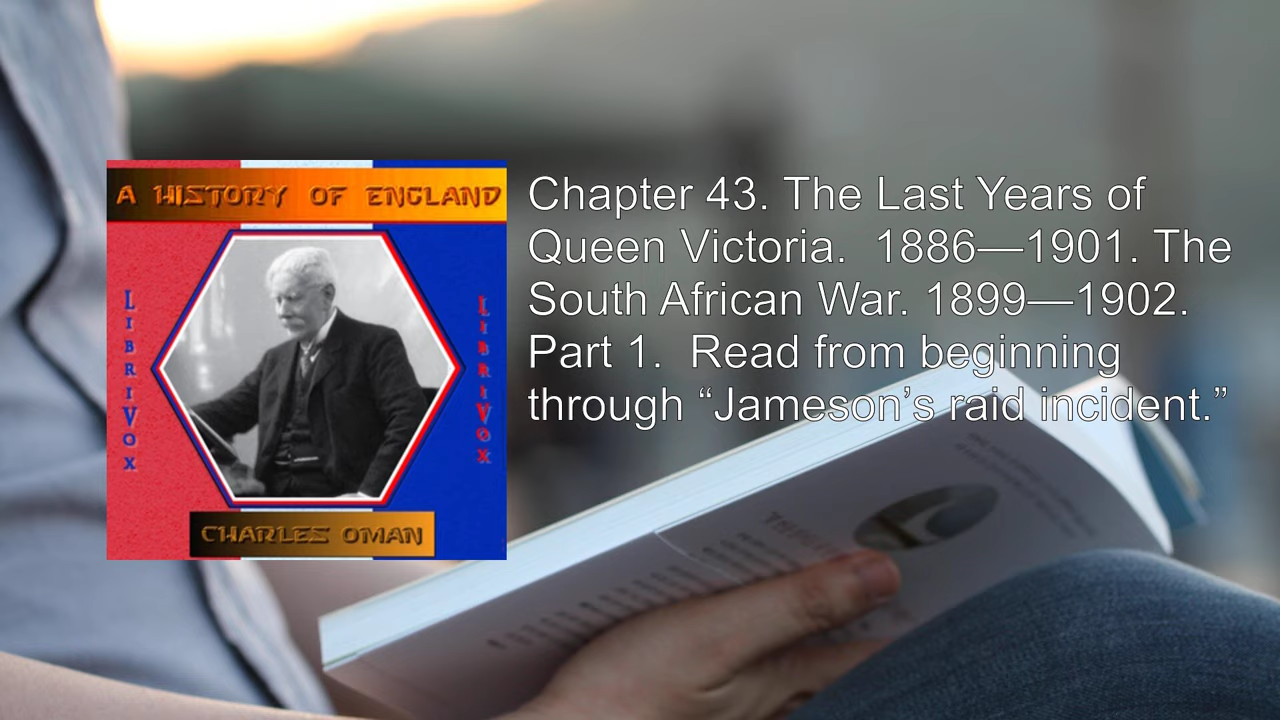 A HISTORY OF ENGLAND
LIBRIVOX
LIBRIVOX
CHARLES OMAN
Chapter 43. The Last Years of
Queen Victoria.  1886—1901. The
South African War. 1899—1902.
Part 1.  Read from beginning
through “Jameson’s raid incident.”